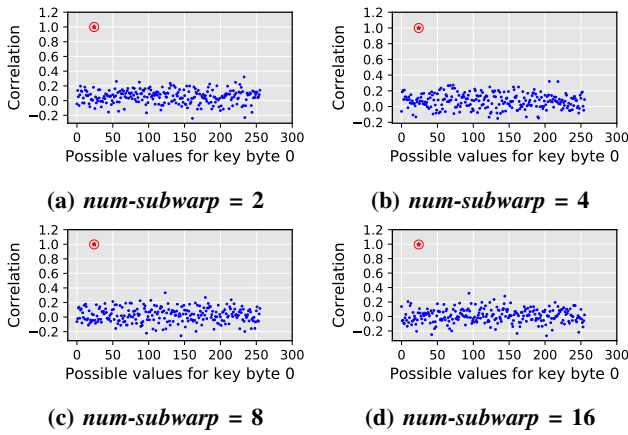 1.2
1.0
0.8
0.6
0.4
0.2
0.0
−0.2
Correlation
0 50 100 150 200 250 300
Possible values for key byte 0
(a) num-subwarp = 2
1.2
1.0
0.8
0.6
0.4
0.2
0.0
−0.2
Correlation
0 50 100 150 200 250 300
Possible values for key byte 0
(b) num-subwarp = 4
1.2
1.0
0.8
0.6
0.4
0.2
0.0
−0.2
Correlation
0 50 100 150 200 250 300
Possible values for key byte 0
(c) num-subwarp = 8
1.2
1.0
0.8
0.6
0.4
0.2
0.0
−0.2
Correlation
0 50 100 150 200 250 300
Possible values for key byte 0
(d) num-subwarp = 16